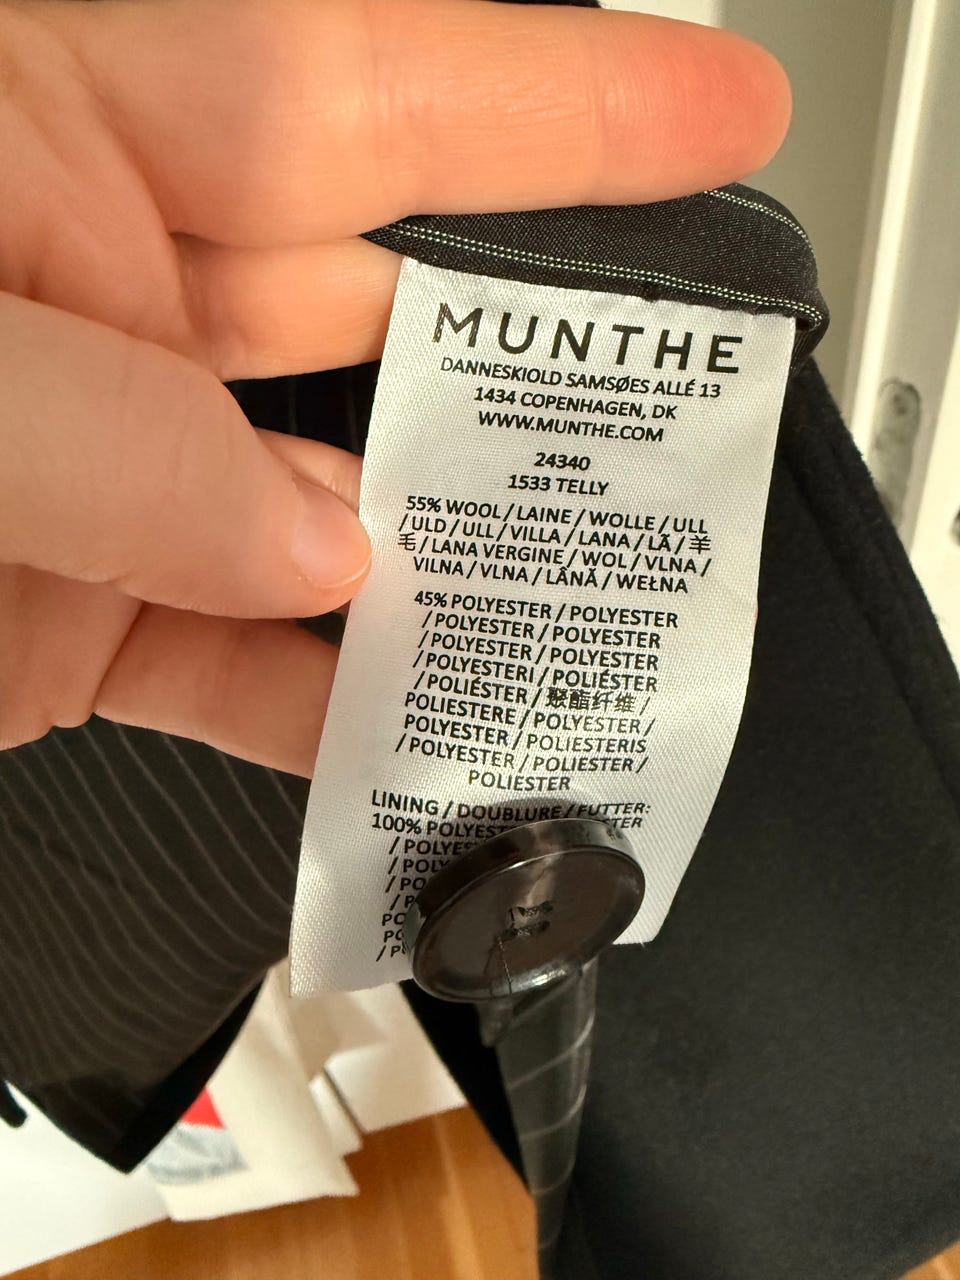 MUNTHE
DANNESKIOLD SAMSØES ALLÉ 13
1434 COPENHAGEN, DK
WWW.MUNTHE.COM
24340
1533 TELLY
55% WOOL / LAINE / WOLLE / ULL
/ ULD / ULL / VILLA / LANA / LÃ / 羊
毛 / LANA VERGINE / WOL / VLNA /
VILNA / VLNA / LÂNĂ / WEŁNA
45% POLYESTER / POLYESTER
/ POLYESTER / POLYESTER
/ POLYESTER / POLYESTER
/ POLYESTERI / POLIÉSTER
/ POLIÉSTER / 聚酯纤维 /
POLIESTERE / POLYESTER /
POLYESTER / POLIESTERIS
/ POLYESTER / POLIESTER /
POLIESTER
LINING / DOUBLURE / FUTTER:
100%